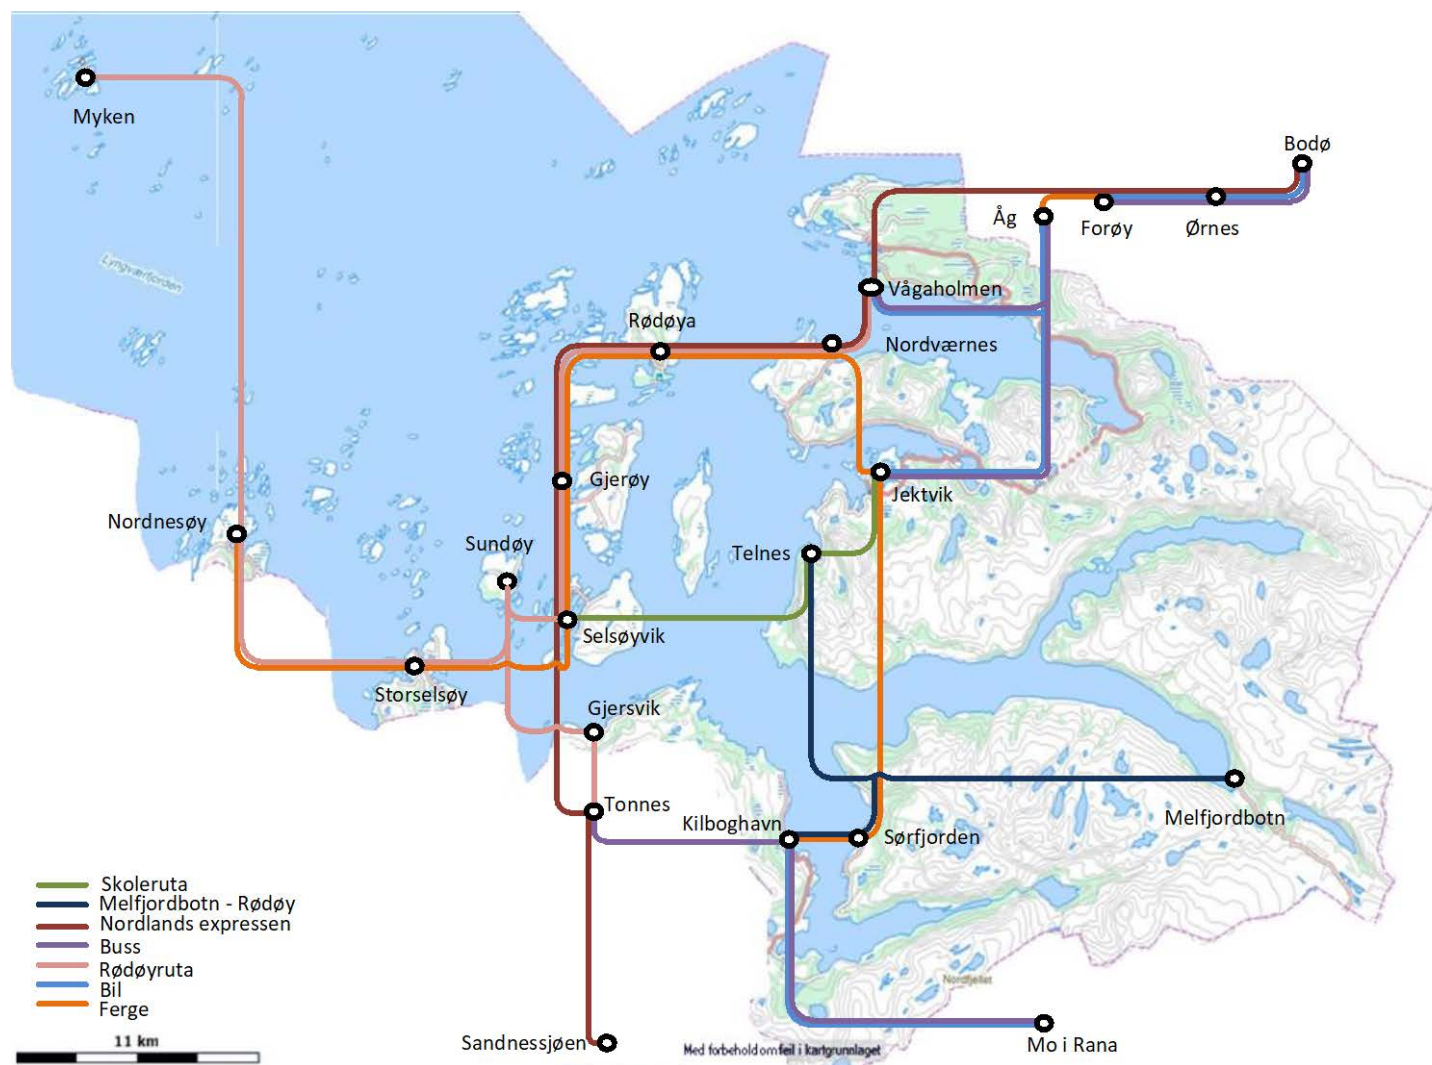 Bodø
Myken
Åg
Forøy
Ørnes
Lyngværfjorden
Vågaholmen
Rødøya
Nordværnes
Gjerøy
Jektvik
Nordnesøy
Sundøy
Telnes
Selsøyvik
Storselsøy
Gjersvik
Tonnes
Kilboghavn
Sørfjorden
Melfjordbotn
Skoleruta
Melfjordbotn - Rødøy
Nordlands expressen
Buss
Rødøyruta
Bil
Ferge
Nordfjellet
11 km
Sandnessjøen
Med forbehold om feil i kartgrunnlaget
Mo i Rana